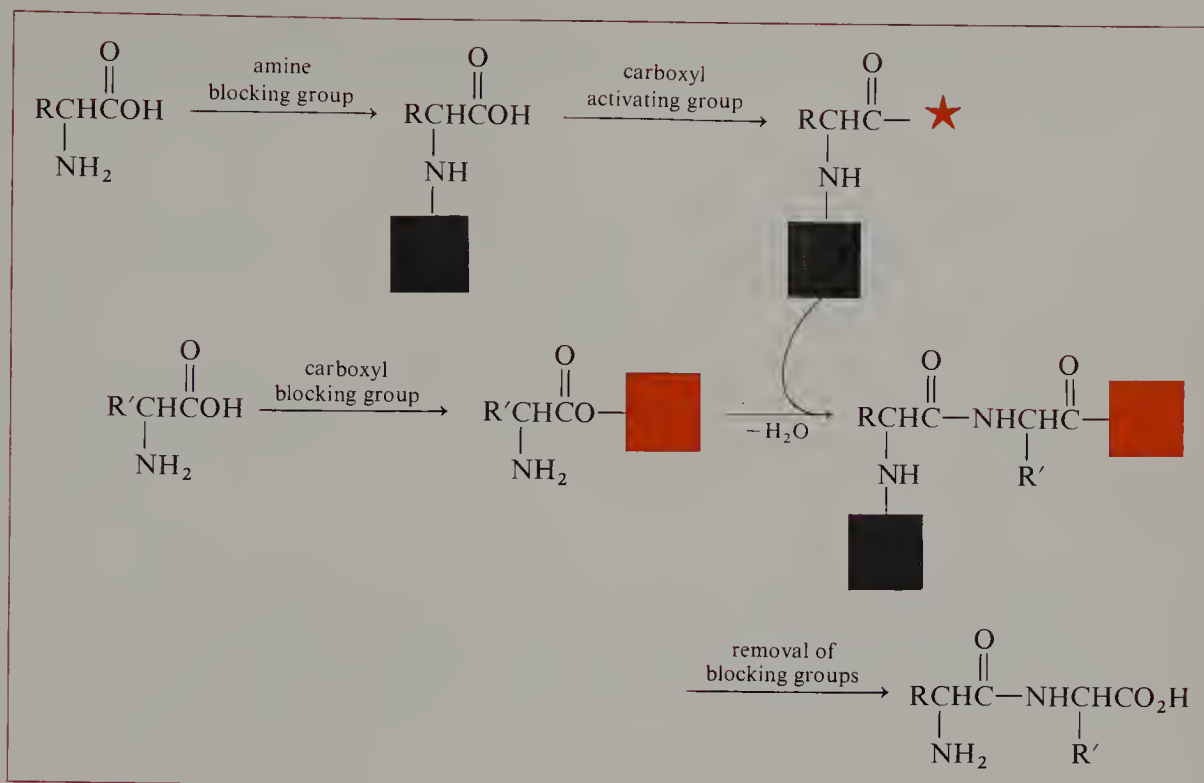 O
RCHCOH
NH₂
amine
blocking group
O
RCHCOH
NH
carboxyl
activating group
O
RCHC—
NH
O
R′CHCOH
NH₂
carboxyl
blocking group
O
R′CHCO—
NH₂
−H₂O
O O
RCHC—NHCHC—
NH R′
removal of
blocking groups
O
RCHC—NHCHCO₂H
NH₂ R′